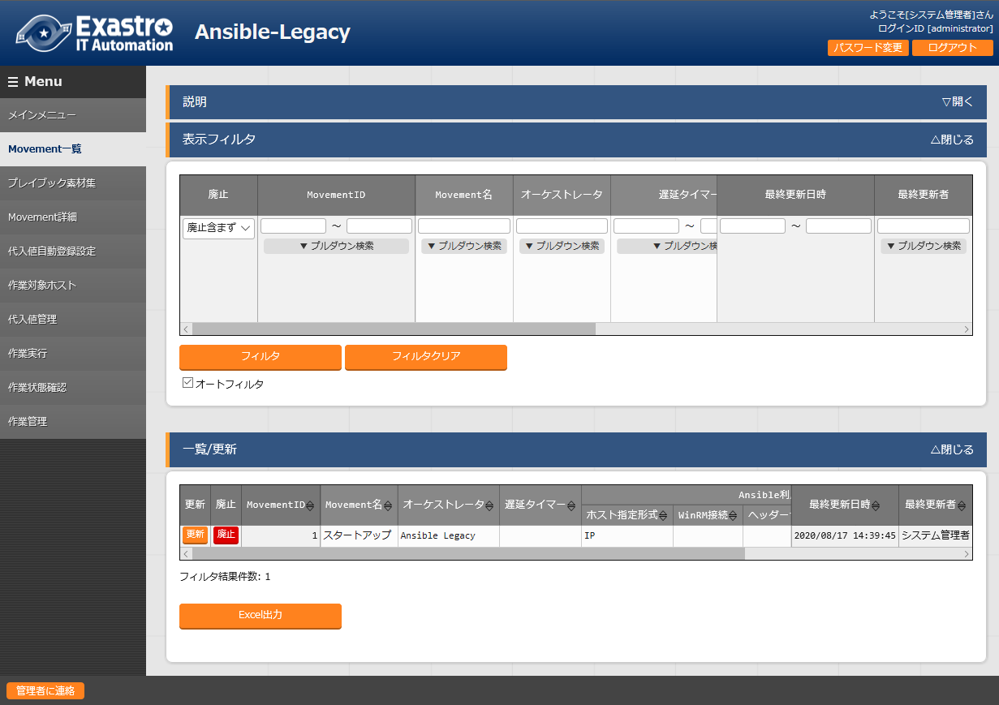 Exastro
IT Automation
Ansible-Legacy
ようこそ[システム管理者]さん
ログインID [administrator]
パスワード変更
ログアウト
☰ Menu
メインメニュー
Movement一覧
プレイブック素材集
Movement詳細
代入値自動登録設定
作業対象ホスト
代入値管理
作業実行
作業状態確認
作業管理
説明
▽開く
表示フィルタ
△閉じる
廃止 MovementID Movement名 オーケストレータ 遅延タイマー 最終更新日時 最終更新者
廃止含まず ～ ～ ～
▼プルダウン検索 ▼プルダウン検索 ▼プルダウン検索 ▼プルダウン検 ▼プルダウン検索
フィルタ
フィルタクリア
オートフィルタ
一覧/更新
△閉じる
Ansible利
更新 廃止 MovementID Movement名 オーケストレータ 遅延タイマー 最終更新日時 最終更新者
ホスト指定形式 WinRM接続 ヘッダー
更新 廃止 1 スタートアップ Ansible Legacy IP 2020/08/17 14:39:45 システム管理者
フィルタ結果件数: 1
Excel出力
管理者に連絡